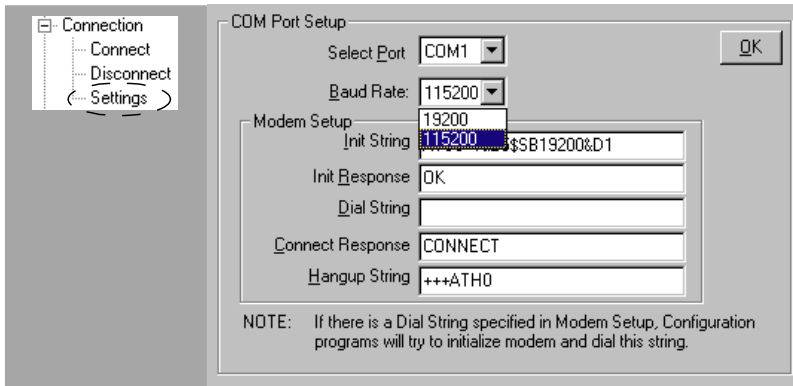 Connection
Connect
Disconnect
Settings
COM Port Setup
Select Port COM1
OK
Baud Rate: 115200
19200
115200
Modem Setup
Init String $SB19200&D1
Init Response OK
Dial String
Connect Response CONNECT
Hangup String +++ATH0
NOTE: If there is a Dial String specified in Modem Setup, Configuration
programs will try to initialize modem and dial this string.